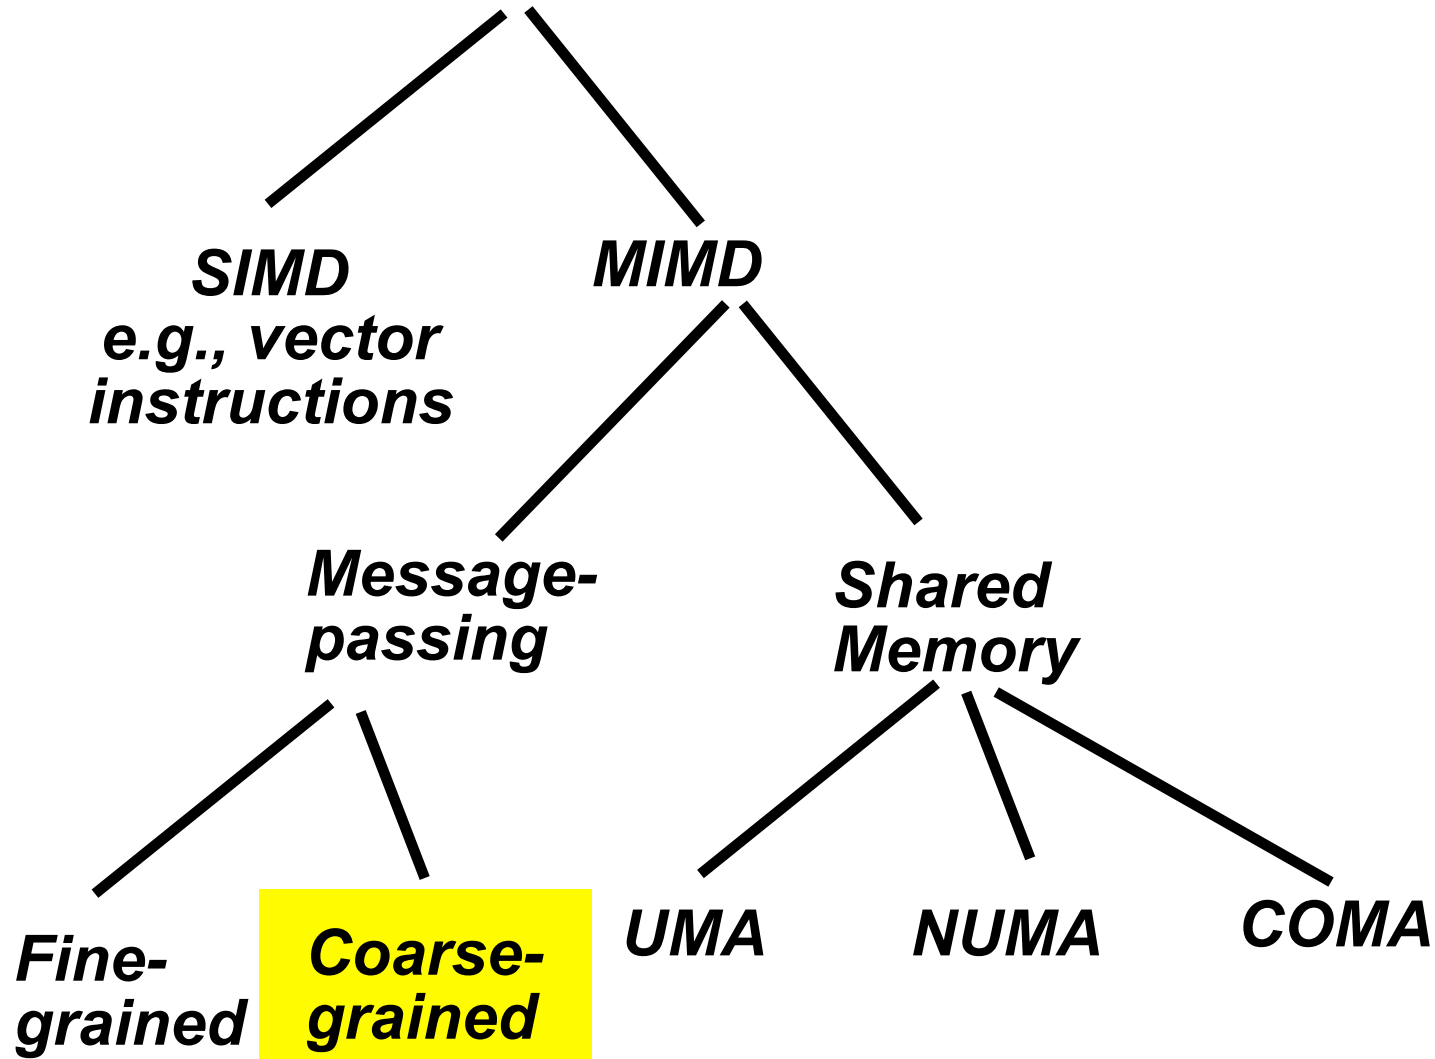 SIMD
e.g., vector
instructions
MIMD
Message-
passing
Shared
Memory
Fine-
grained
Coarse-
grained
UMA
NUMA
COMA